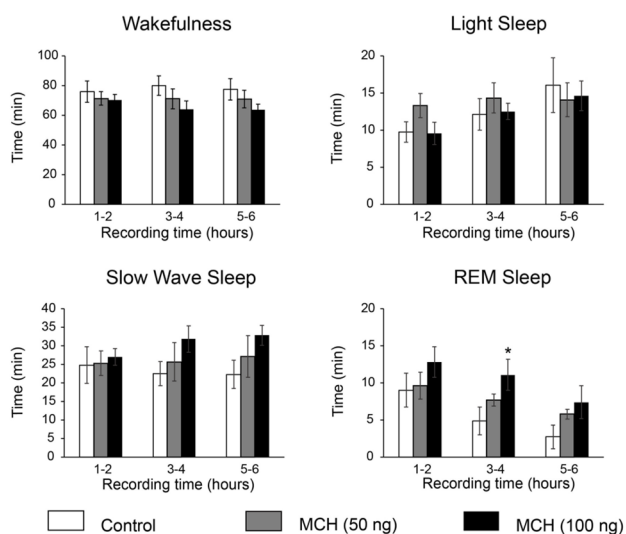 Wakefulness
100
80
60
40
20
0
Time (min)
1-2 3-4 5-6
Recording time (hours)
Light Sleep
20
15
10
5
0
Time (min)
1-2 3-4 5-6
Recording time (hours)
Slow Wave Sleep
40
35
30
25
20
15
10
5
0
Time (min)
1-2 3-4 5-6
Recording time (hours)
REM Sleep
20
15
10
5
0
Time (min)
*
1-2 3-4 5-6
Recording time (hours)
Control MCH (50 ng) MCH (100 ng)